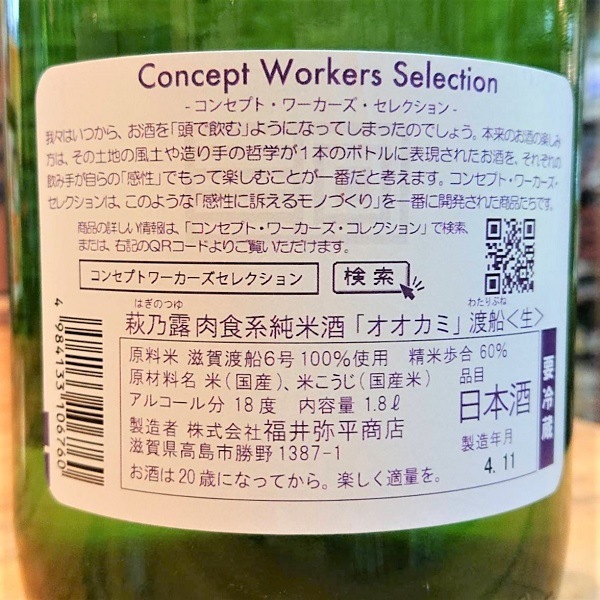 Concept Workers Selection
- コンセプト・ワーカーズ・セレクション -
我々はいつから、お酒を「頭で飲む」ようになってしまったのでしょう。本来のお酒の楽しみ
方は、その土地の風土や造り手の哲学が1本のボトルに表現されたお酒を、それぞれの
飲み手が自らの「感性」でもって楽しむことが一番だと考えます。コンセプト・ワーカーズ・
セレクションは、このような「感性に訴えるモノづくり」を一番に開発された商品たちです。
商品の詳しい情報は、「コンセプト・ワーカーズ・コレクション」で検索、
または、右記のQRコードよりご覧いただけます。
コンセプトワーカーズセレクション 検索
はぎのつゆ わたりぶね
萩乃露 肉食系純米酒「オオカミ」渡船<生>
原料米 滋賀渡船6号100%使用 精米歩合 60%
原材料名 米(国産)、米こうじ(国産米)
アルコール分 18度 内容量 1.8ℓ
品目
日本酒
製造者 株式会社 福井弥平商店
滋賀県高島市勝野1387-1
製造年月
4.11
お酒は20歳になってから。楽しく適量を。
要冷蔵
4984133106760